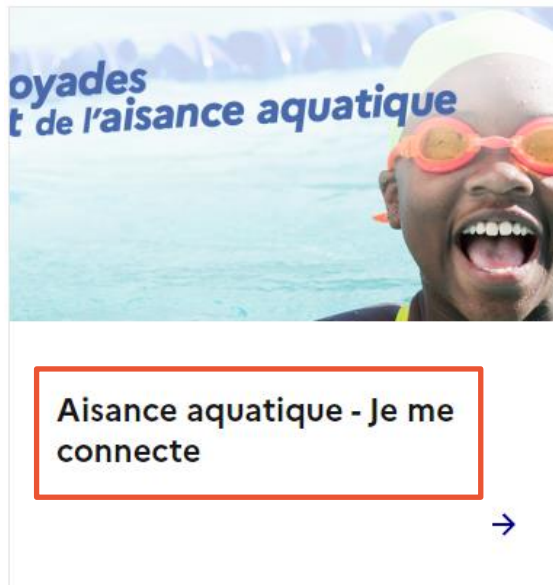 oyades
t de l'aisance aquatique
Aisance aquatique - Je me
connecte